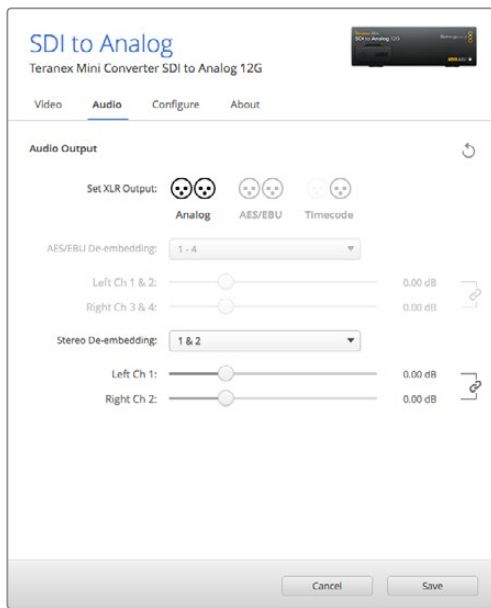 SDI to Analog
Teranex Mini Converter SDI to Analog 12G
Video Audio Configure About
Audio Output
Set XLR Output:
Analog AES/EBU Timecode
AES/EBU De-embedding: 1 - 4
Left Ch 1 & 2: 0.00 dB
Right Ch 3 & 4: 0.00 dB
Stereo De-embedding: 1 & 2
Left Ch 1: 0.00 dB
Right Ch 2: 0.00 dB
Cancel Save